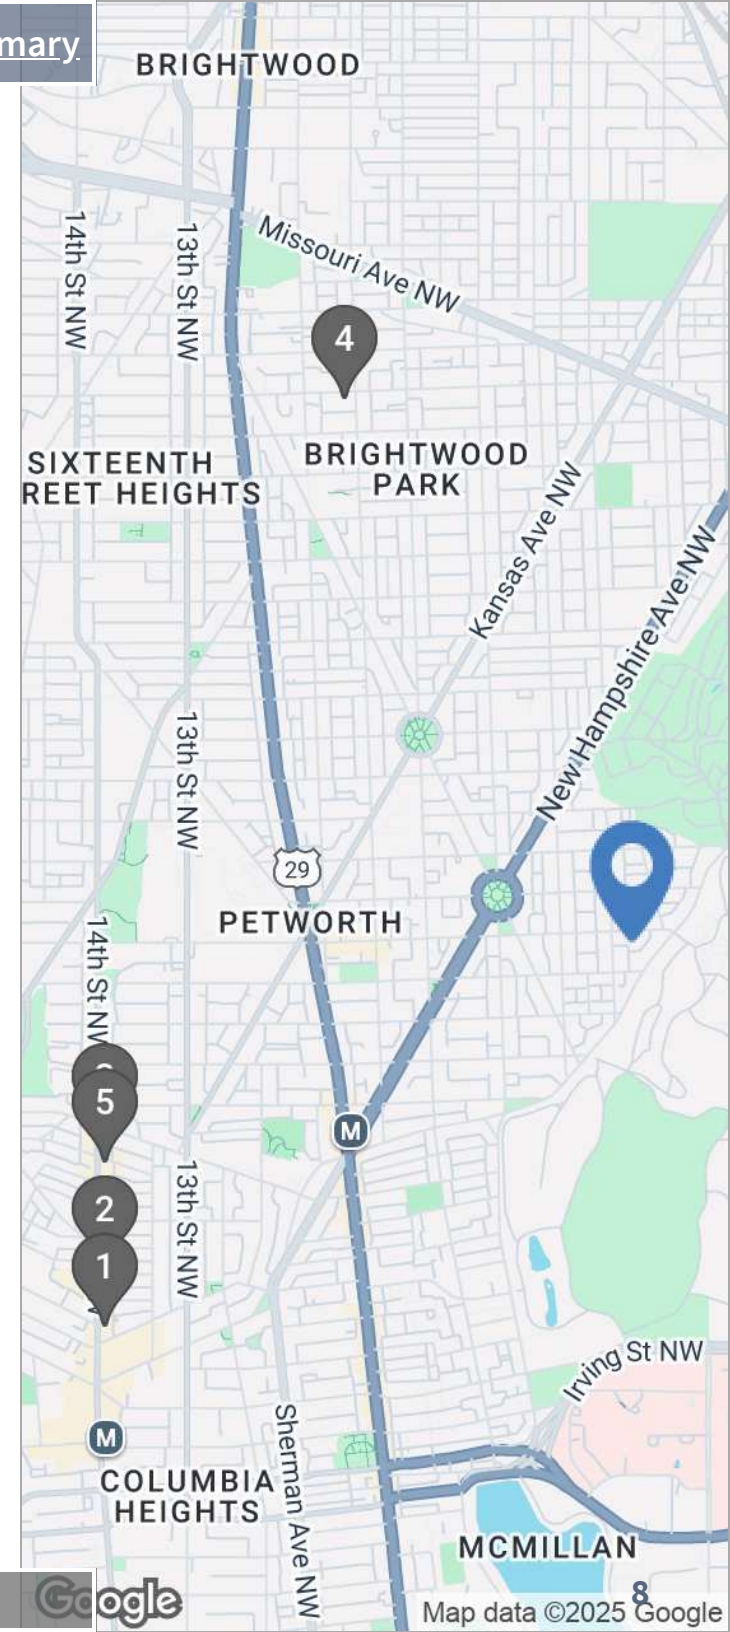 mary
BRIGHTWOOD
14th St NW
13th St NW
Missouri Ave NW
4
SIXTEENTH
REET HEIGHTS
BRIGHTWOOD
PARK
Kansas Ave NW
New Hampshire Ave NW
13th St NW
29
PETWORTH
14th St NW
5
M
2
13th St NW
1
Irving St NW
M
Sherman Ave NW
COLUMBIA
HEIGHTS
MCMILLAN
8
Google
Map data ©2025 Google